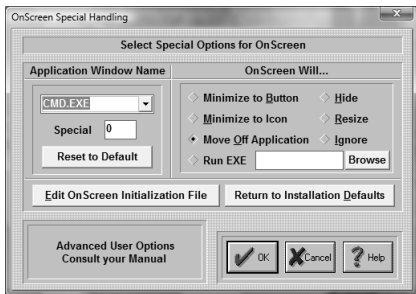 OnScreen Special Handling
Select Special Options for OnScreen
Application Window Name
CMD.EXE
Special 0
Reset to Default
OnScreen Will...
Minimize to Button
Hide
Minimize to Icon
Resize
Move Off Application
Ignore
Run EXE
Browse
Edit OnScreen Initialization File
Return to Installation Defaults
Advanced User Options
Consult your Manual
OK
Cancel
Help